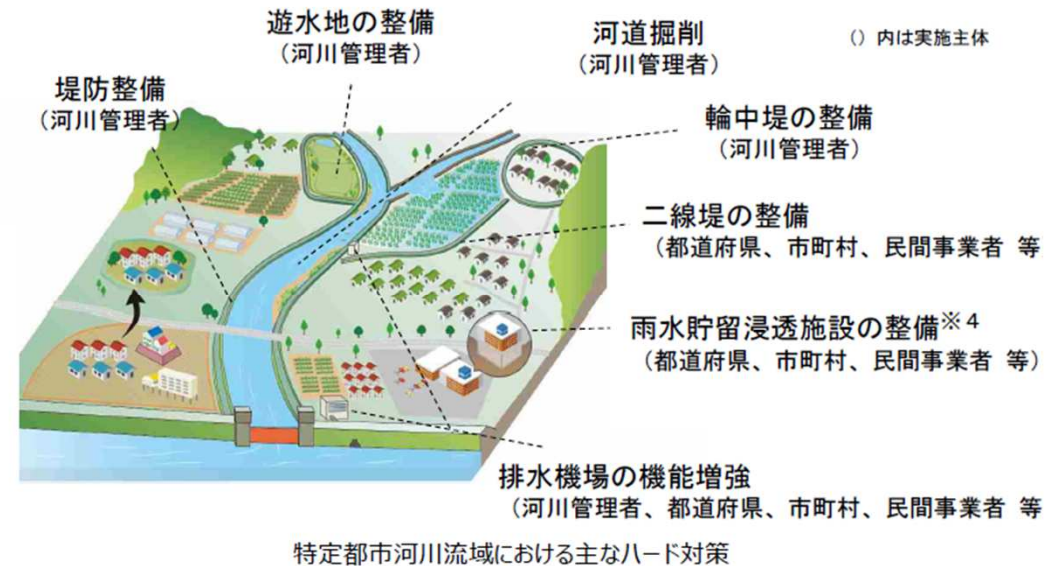 遊水地の整備
（河川管理者）
河道掘削
（河川管理者）
（）内は実施主体
堤防整備
（河川管理者）
輪中堤の整備
（河川管理者）
二線堤の整備
（都道府県、市町村、民間事業者 等
雨水貯留浸透施設の整備※４
（都道府県、市町村、民間事業者 等）
排水機場の機能増強
（河川管理者、都道府県、市町村、民間事業者 等
特定都市河川流域における主なハード対策